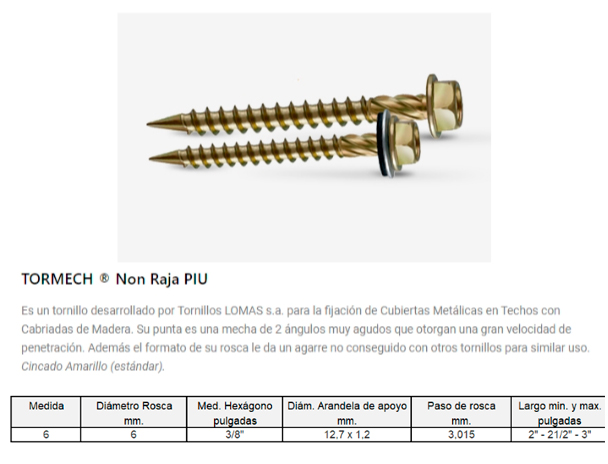 TORMECH ® Non Raja PIU
Es un tornillo desarrollado por Tornillos LOMAS s.a. para la fijación de Cubiertas Metálicas en Techos con
Cabriadas de Madera. Su punta es una mecha de 2 ángulos muy agudos que otorgan una gran velocidad de
penetración. Además el formato de su rosca le da un agarre no conseguido con otros tornillos para similar uso.
Cincado Amarillo (estándar).
Medida Diámetro Rosca Med. Hexágono Diám. Arandela de apoyo Paso de rosca Largo min. y max.
mm. pulgadas mm. mm. pulgadas
6 6 3/8" 12,7 x 1.2 3,015 2" - 21/2" - 3"